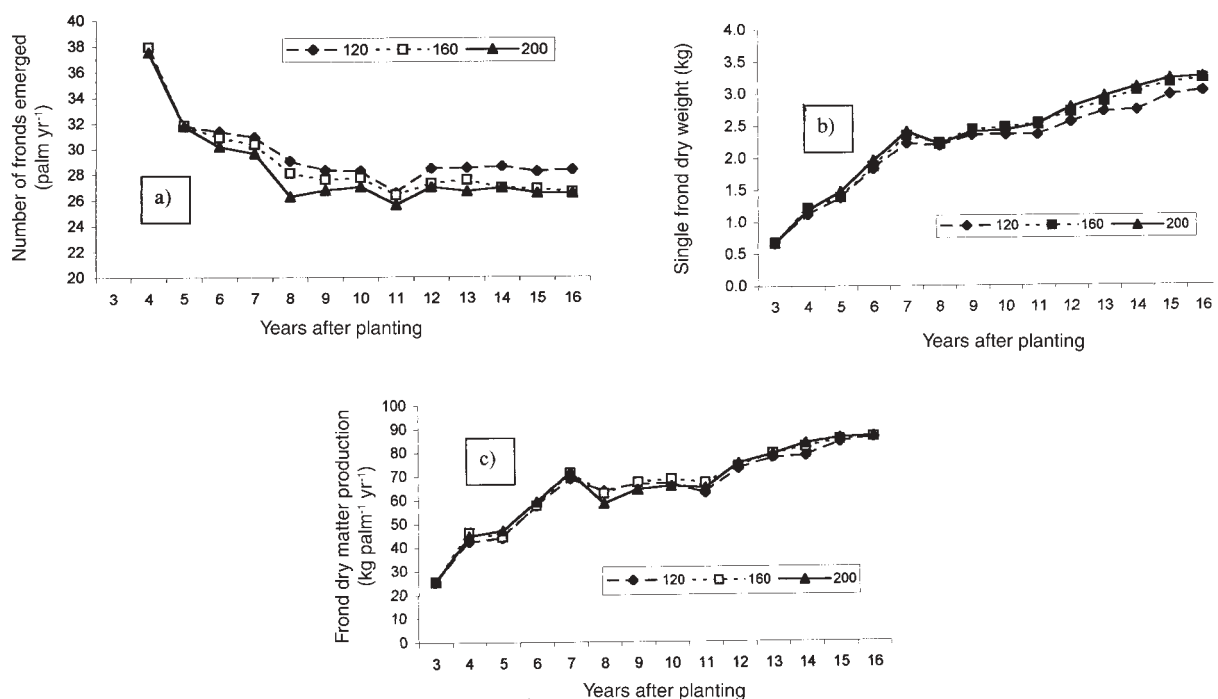 Number of fronds emerged
(palm yr⁻¹)
40
38
36
34
32
30
28
26
24
22
20
120 160 200
a)
3 4 5 6 7 8 9 10 11 12 13 14 15 16
Years after planting
Single frond dry weight (kg)
4.0
3.5
3.0
2.5
2.0
1.5
1.0
0.5
0.0
b)
120 160 200
3 4 5 6 7 8 9 10 11 12 13 14 15 16
Years after planting
Frond dry matter production
(kg palm⁻¹ yr⁻¹)
100
90
80
70
60
50
40
30
20
10
0
c)
120 160 200
3 4 5 6 7 8 9 10 11 12 13 14 15 16
Years after planting